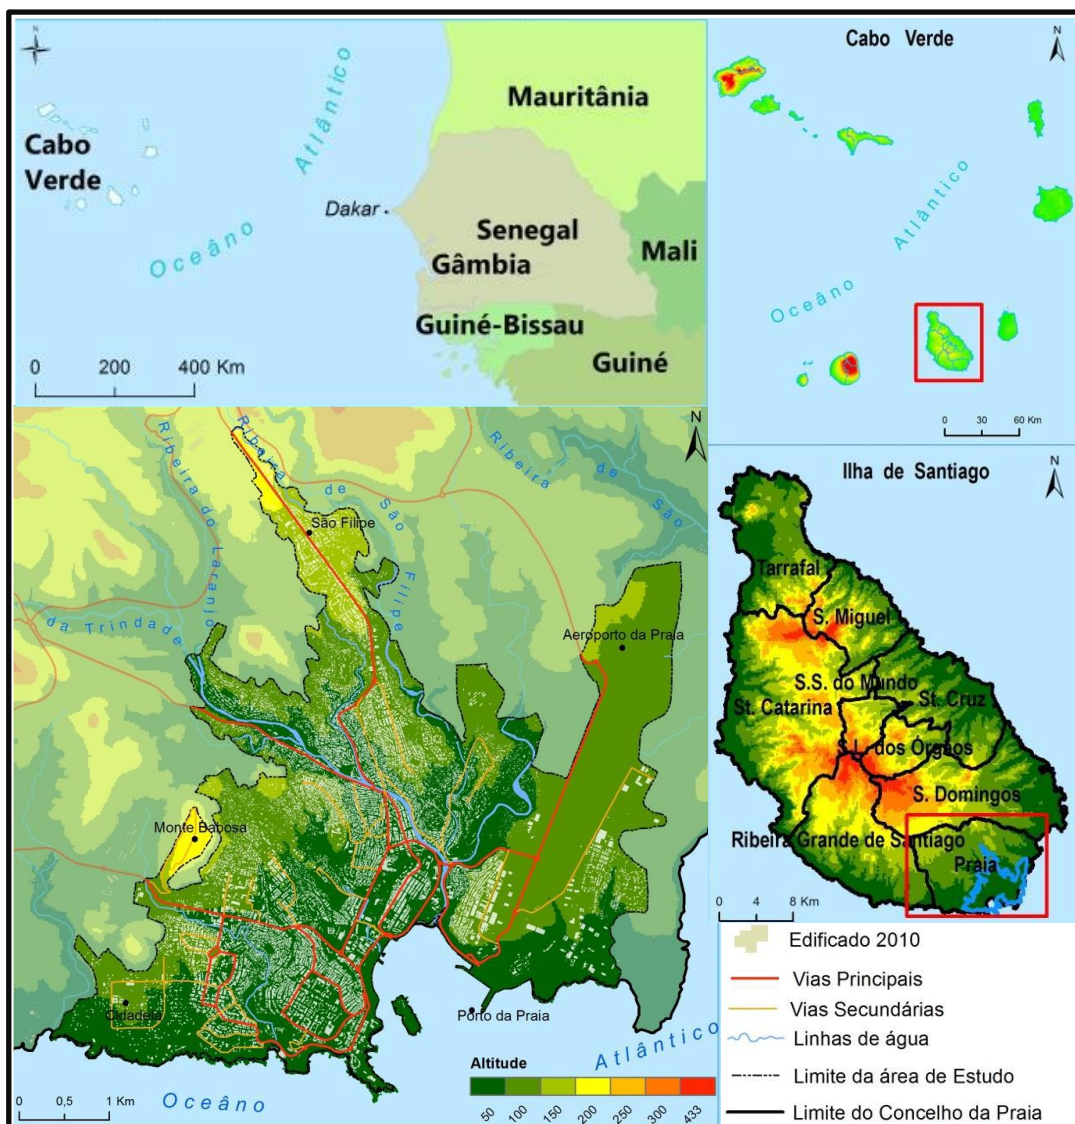 N
Mauritânia
Cabo
Verde
Oceâno Atlântico
Dakar
Senegal
Gâmbia
Mali
Guiné-Bissau
Guiné
0 200 400 Km
Cabo Verde
N
Oceâno Atlântico
0 30 60 Km
N
Ribeira do Laranjo
Ribeira de São Filipe
Ribeira de São
São Filipe
da Trindade
Aeroporto da Praia
Monte Babosa
Cidadela
Porto da Praia
Oceâno Atlântico
0 0,5 1 Km
Altitude
50 100 150 200 250 300 433
Ilha de Santiago
N
Tarrafal
S. Miguel
S.S. do Mundo
St. Catarina
St. Cruz
S.L. dos Órgãos
S. Domingos
Ribeira Grande de Santiago
Praia
0 4 8 Km
Edificado 2010
Vias Principais
Vias Secundárias
Linhas de água
Limite da área de Estudo
Limite do Concelho da Praia